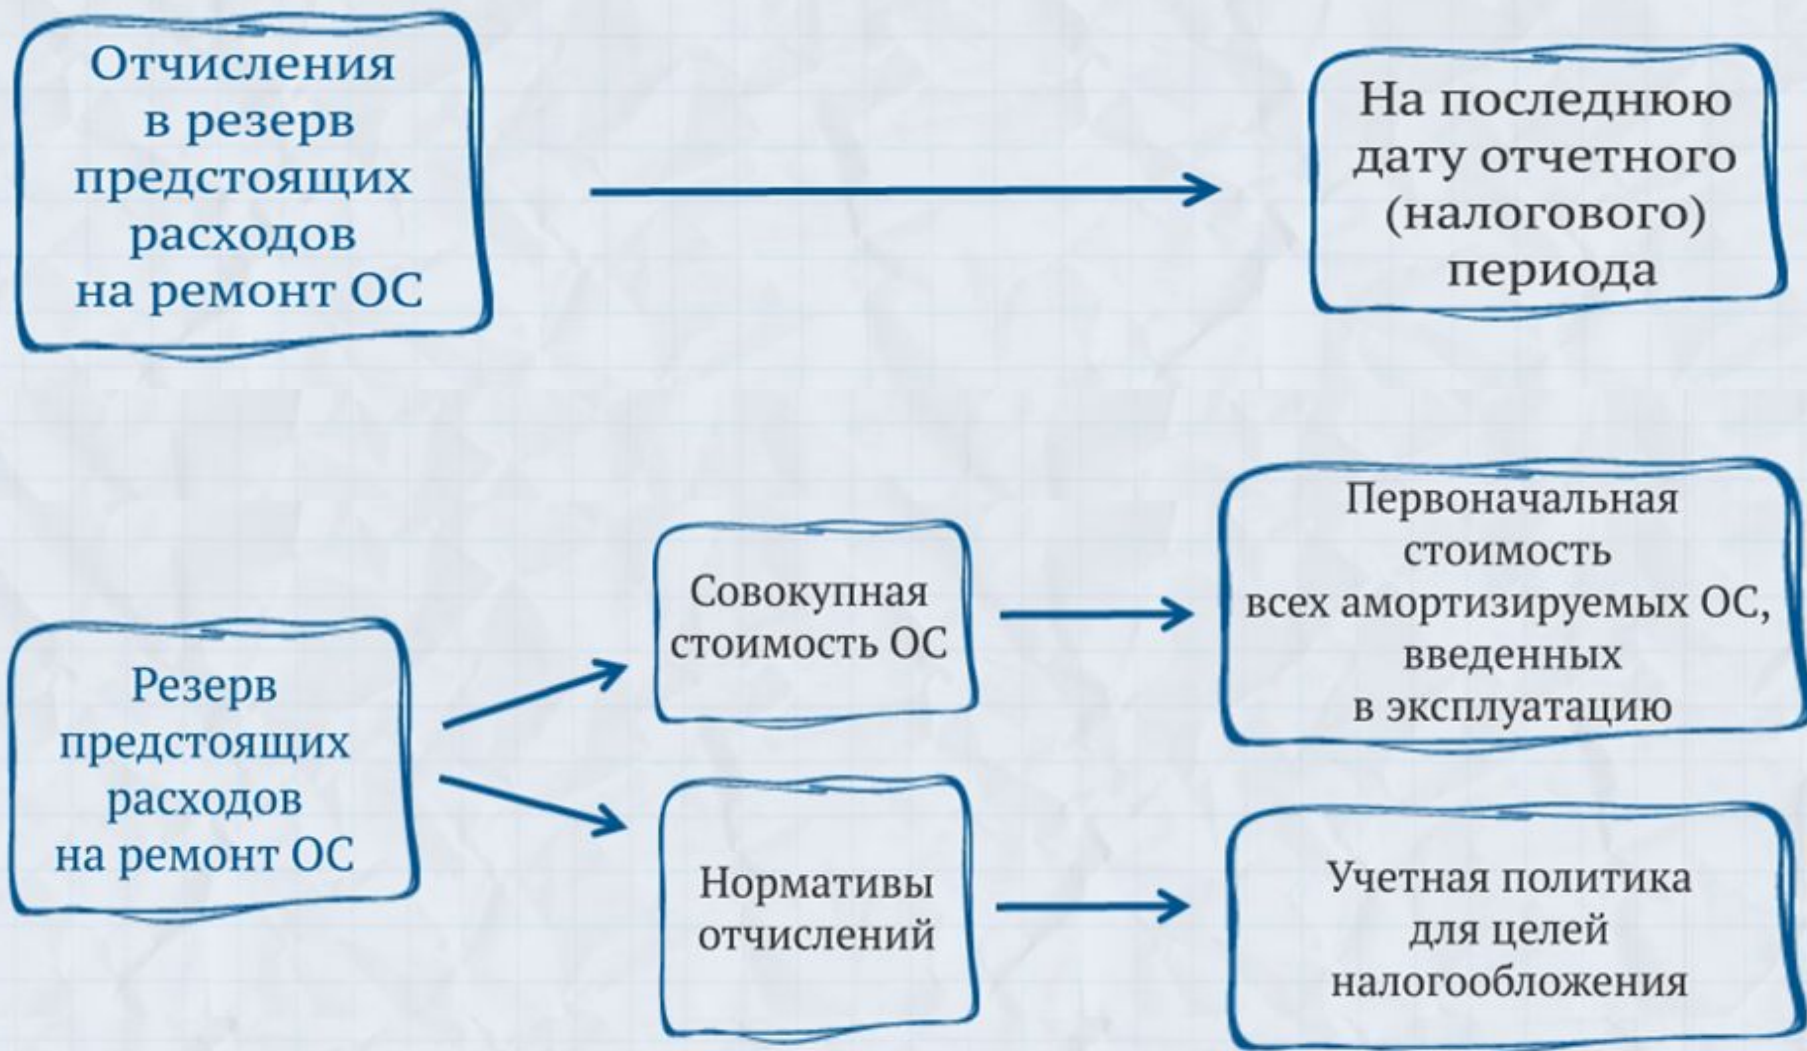 Отчисления
в резерв
предстоящих
расходов
на ремонт ОС
На последнюю
дату отчетного
(налогового)
периода
Резерв
предстоящих
расходов
на ремонт ОС
Совокупная
стоимость ОС
Первоначальная
стоимость
всех амортизируемых ОС,
введенных
в эксплуатацию
Нормативы
отчислений
Учетная политика
для целей
налогообложения